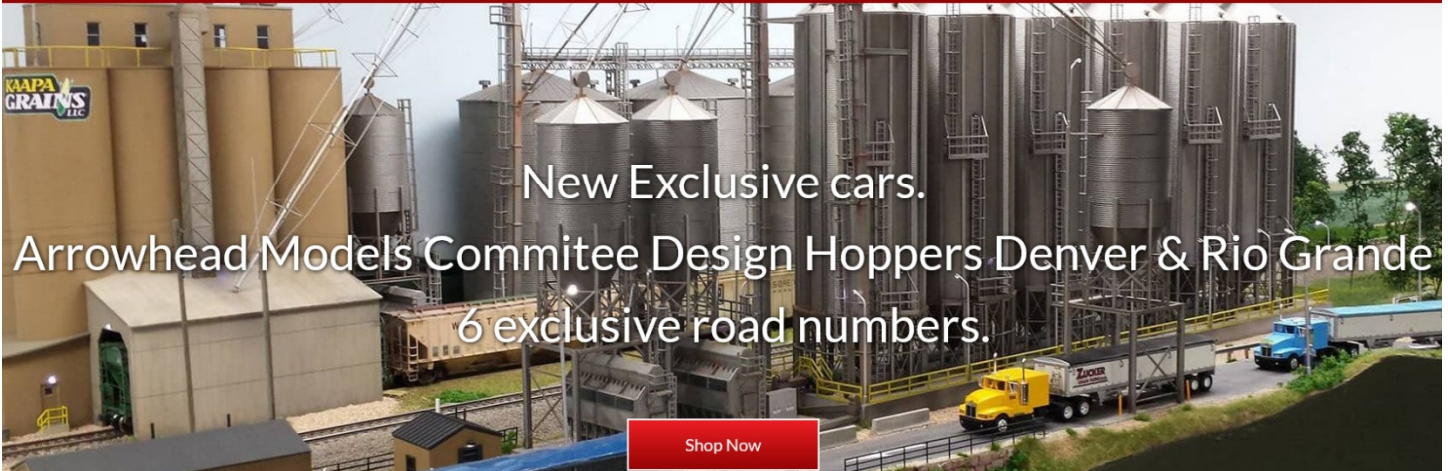 KAAPA
GRAINS
LLC
New Exclusive cars.
Arrowhead Models Commitee Design Hoppers Denver & Rio Grande
6 exclusive road numbers.
ZUCKER
Shop Now